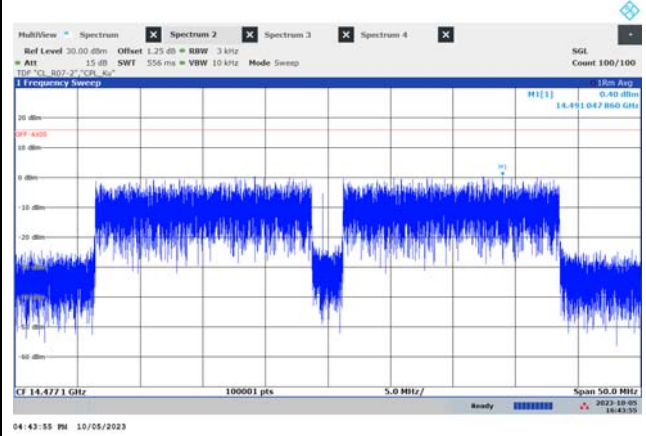 MultiView Spectrum Spectrum 2 Spectrum 3 Spectrum 4
Ref Level 30.00 dBm Offset 1.25 dB RBW 3 kHz SGL
Att 15 dB SWT 556 ms VBW 10 kHz Mode Sweep Count 100/100
TDF "CL_R07-2","CPL_Ku"
1 Frequency Sweep 1Rm Avg
M1[1] 0.40 dBm
14.491 047 860 GHz
20 dBm
OFF-AXIS
10 dBm
M1
0 dBm
-10 dBm
-20 dBm
-60 dBm
CF 14.477 1 GHz 100001 pts 5.0 MHz/ Span 50.0 MHz
Ready 2023-10-05
16:43:55
04:43:55 PM 10/05/2023